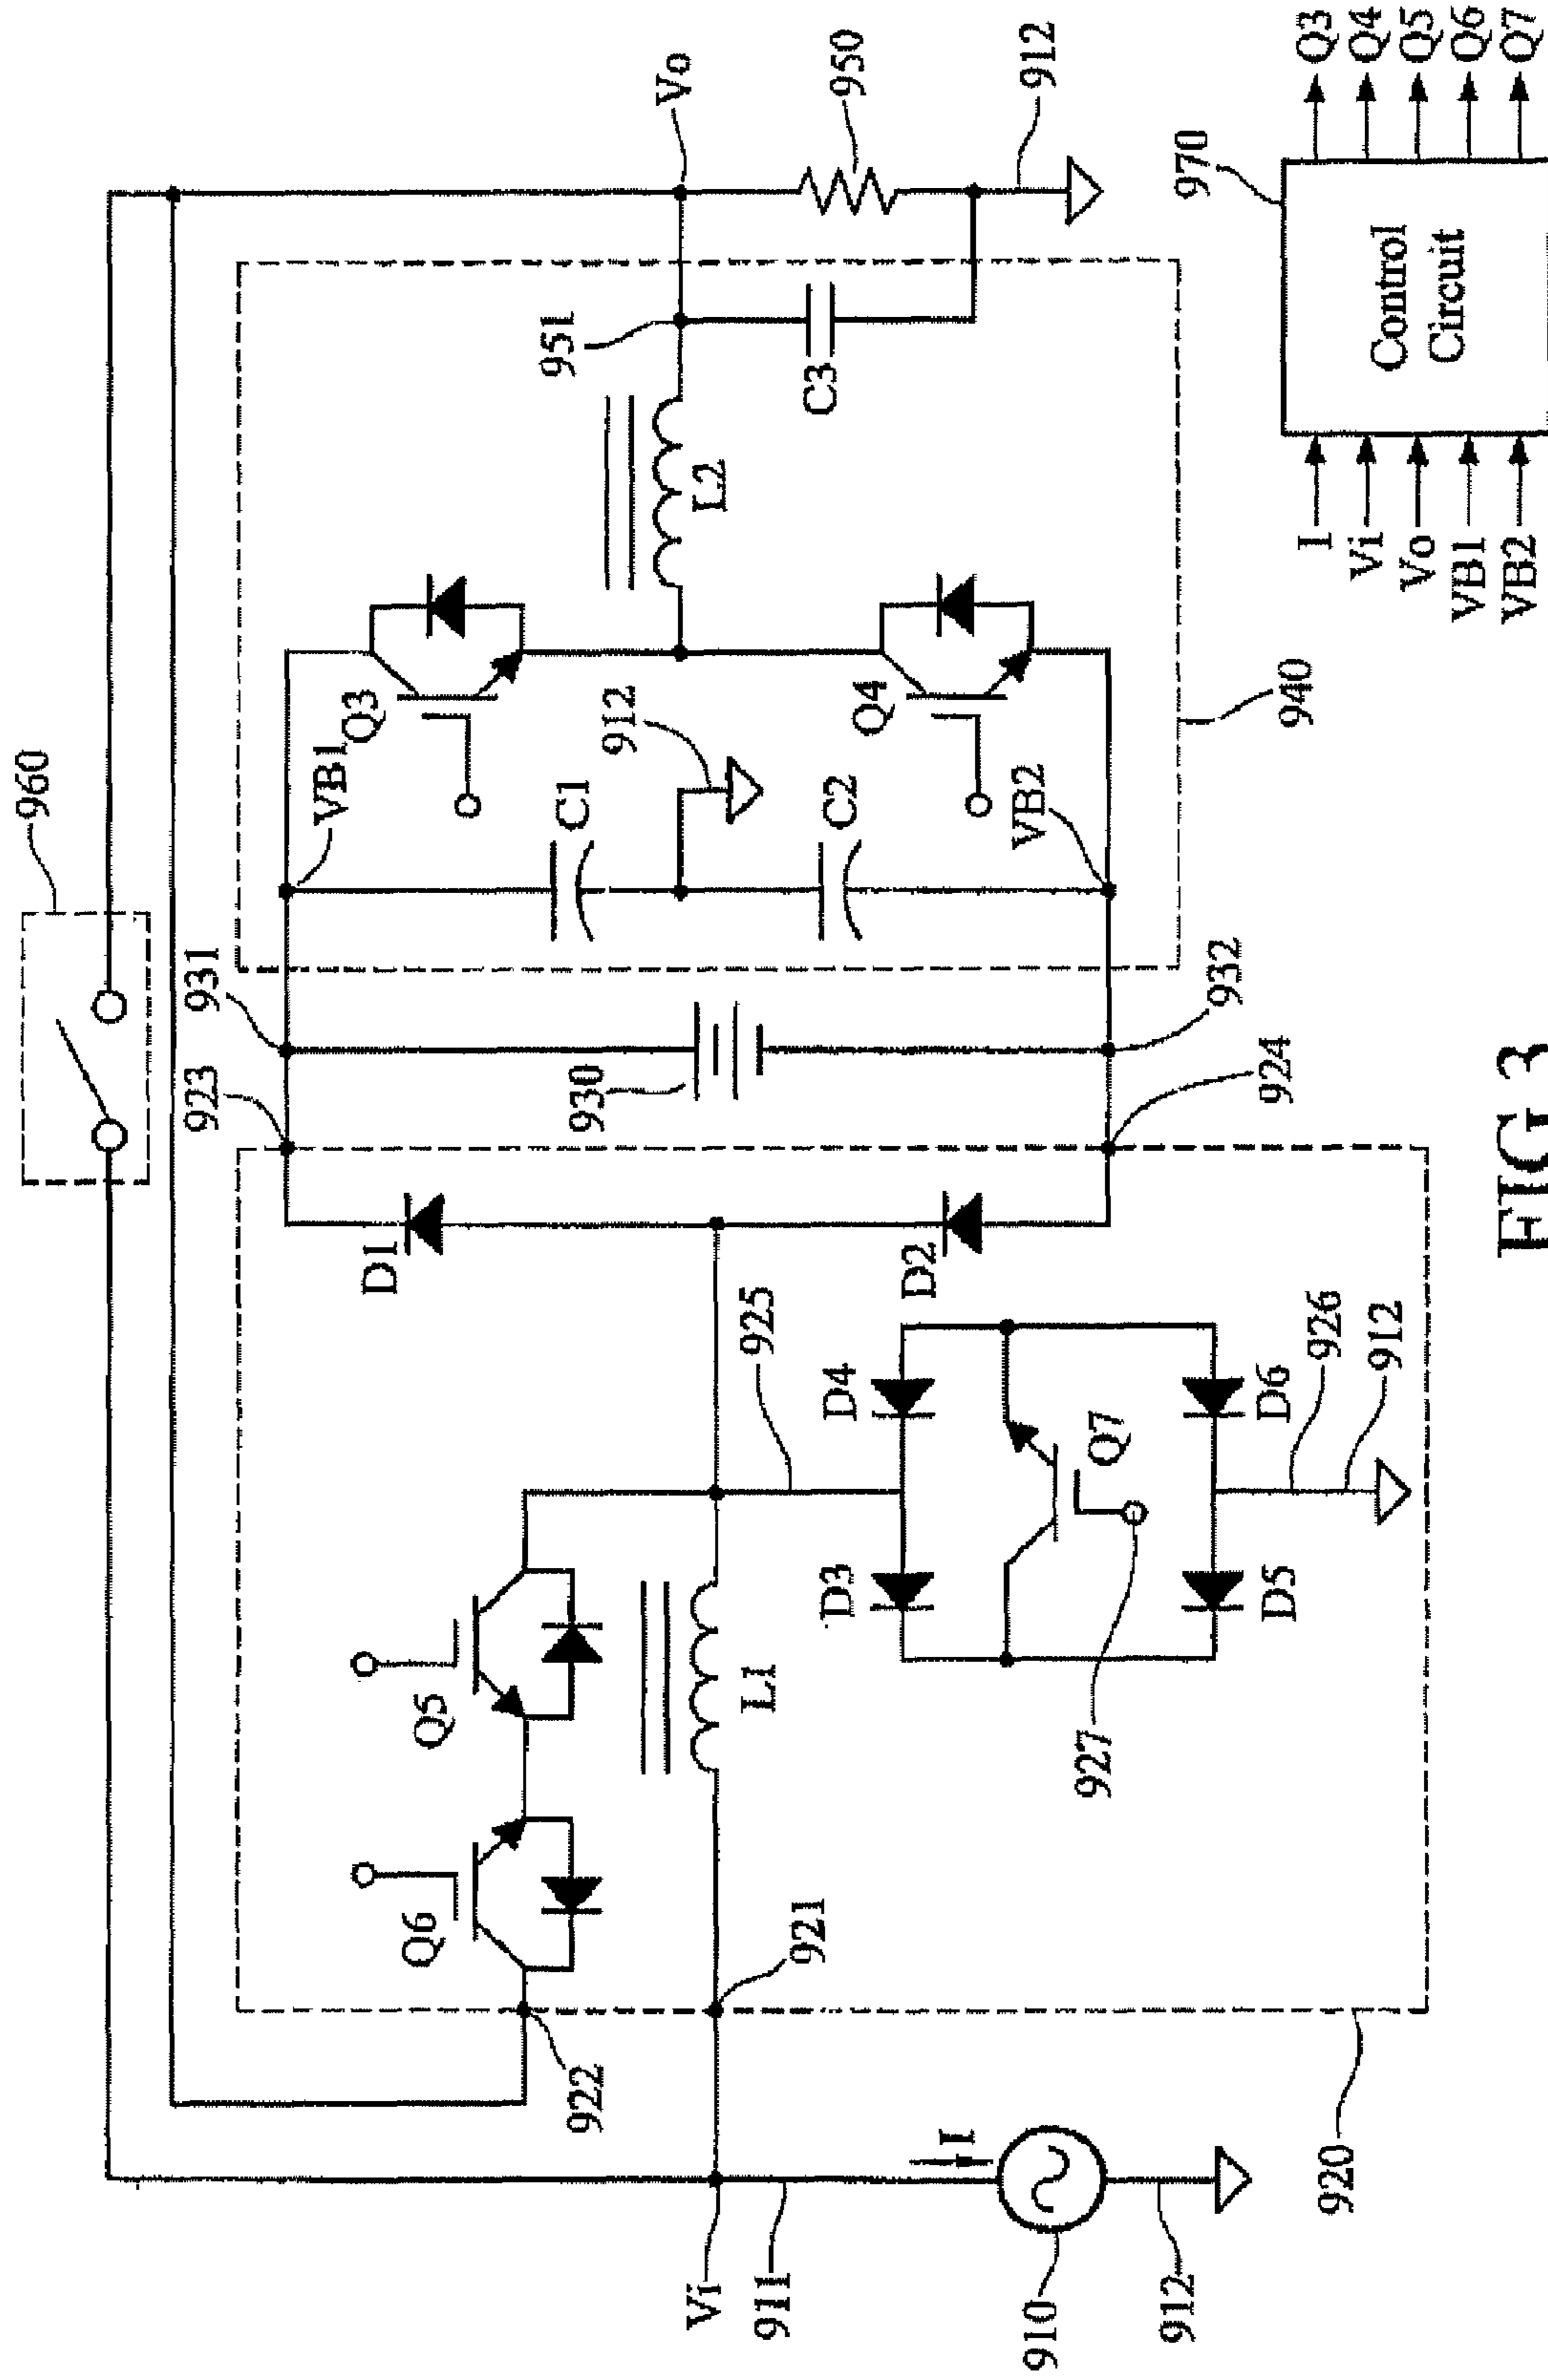 960
Vo
951
950
912
C3
L2
Q3
Q4
VB1
912
C1
C2
VB2
940
931
923
930
932
924
D1
D2
925
D4
D3
Q7
D6
D5
926
912
927
Q5
Q6
L1
921
922
Vi
911
I
910
912
920
970
Control
Circuit
I
Vi
Vo
VB1
VB2
Q3
Q4
Q5
Q6
Q7
FIG 3